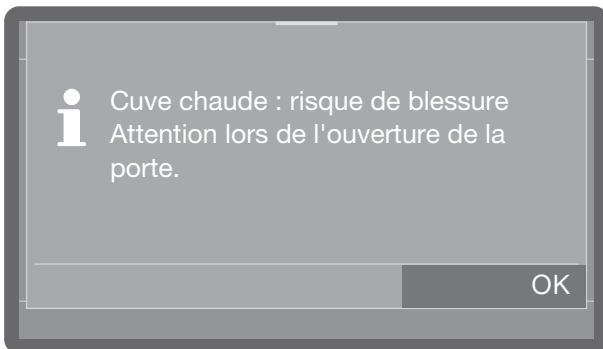 Cuve chaude : risque de blessure
Attention lors de l'ouverture de la
porte.
OK